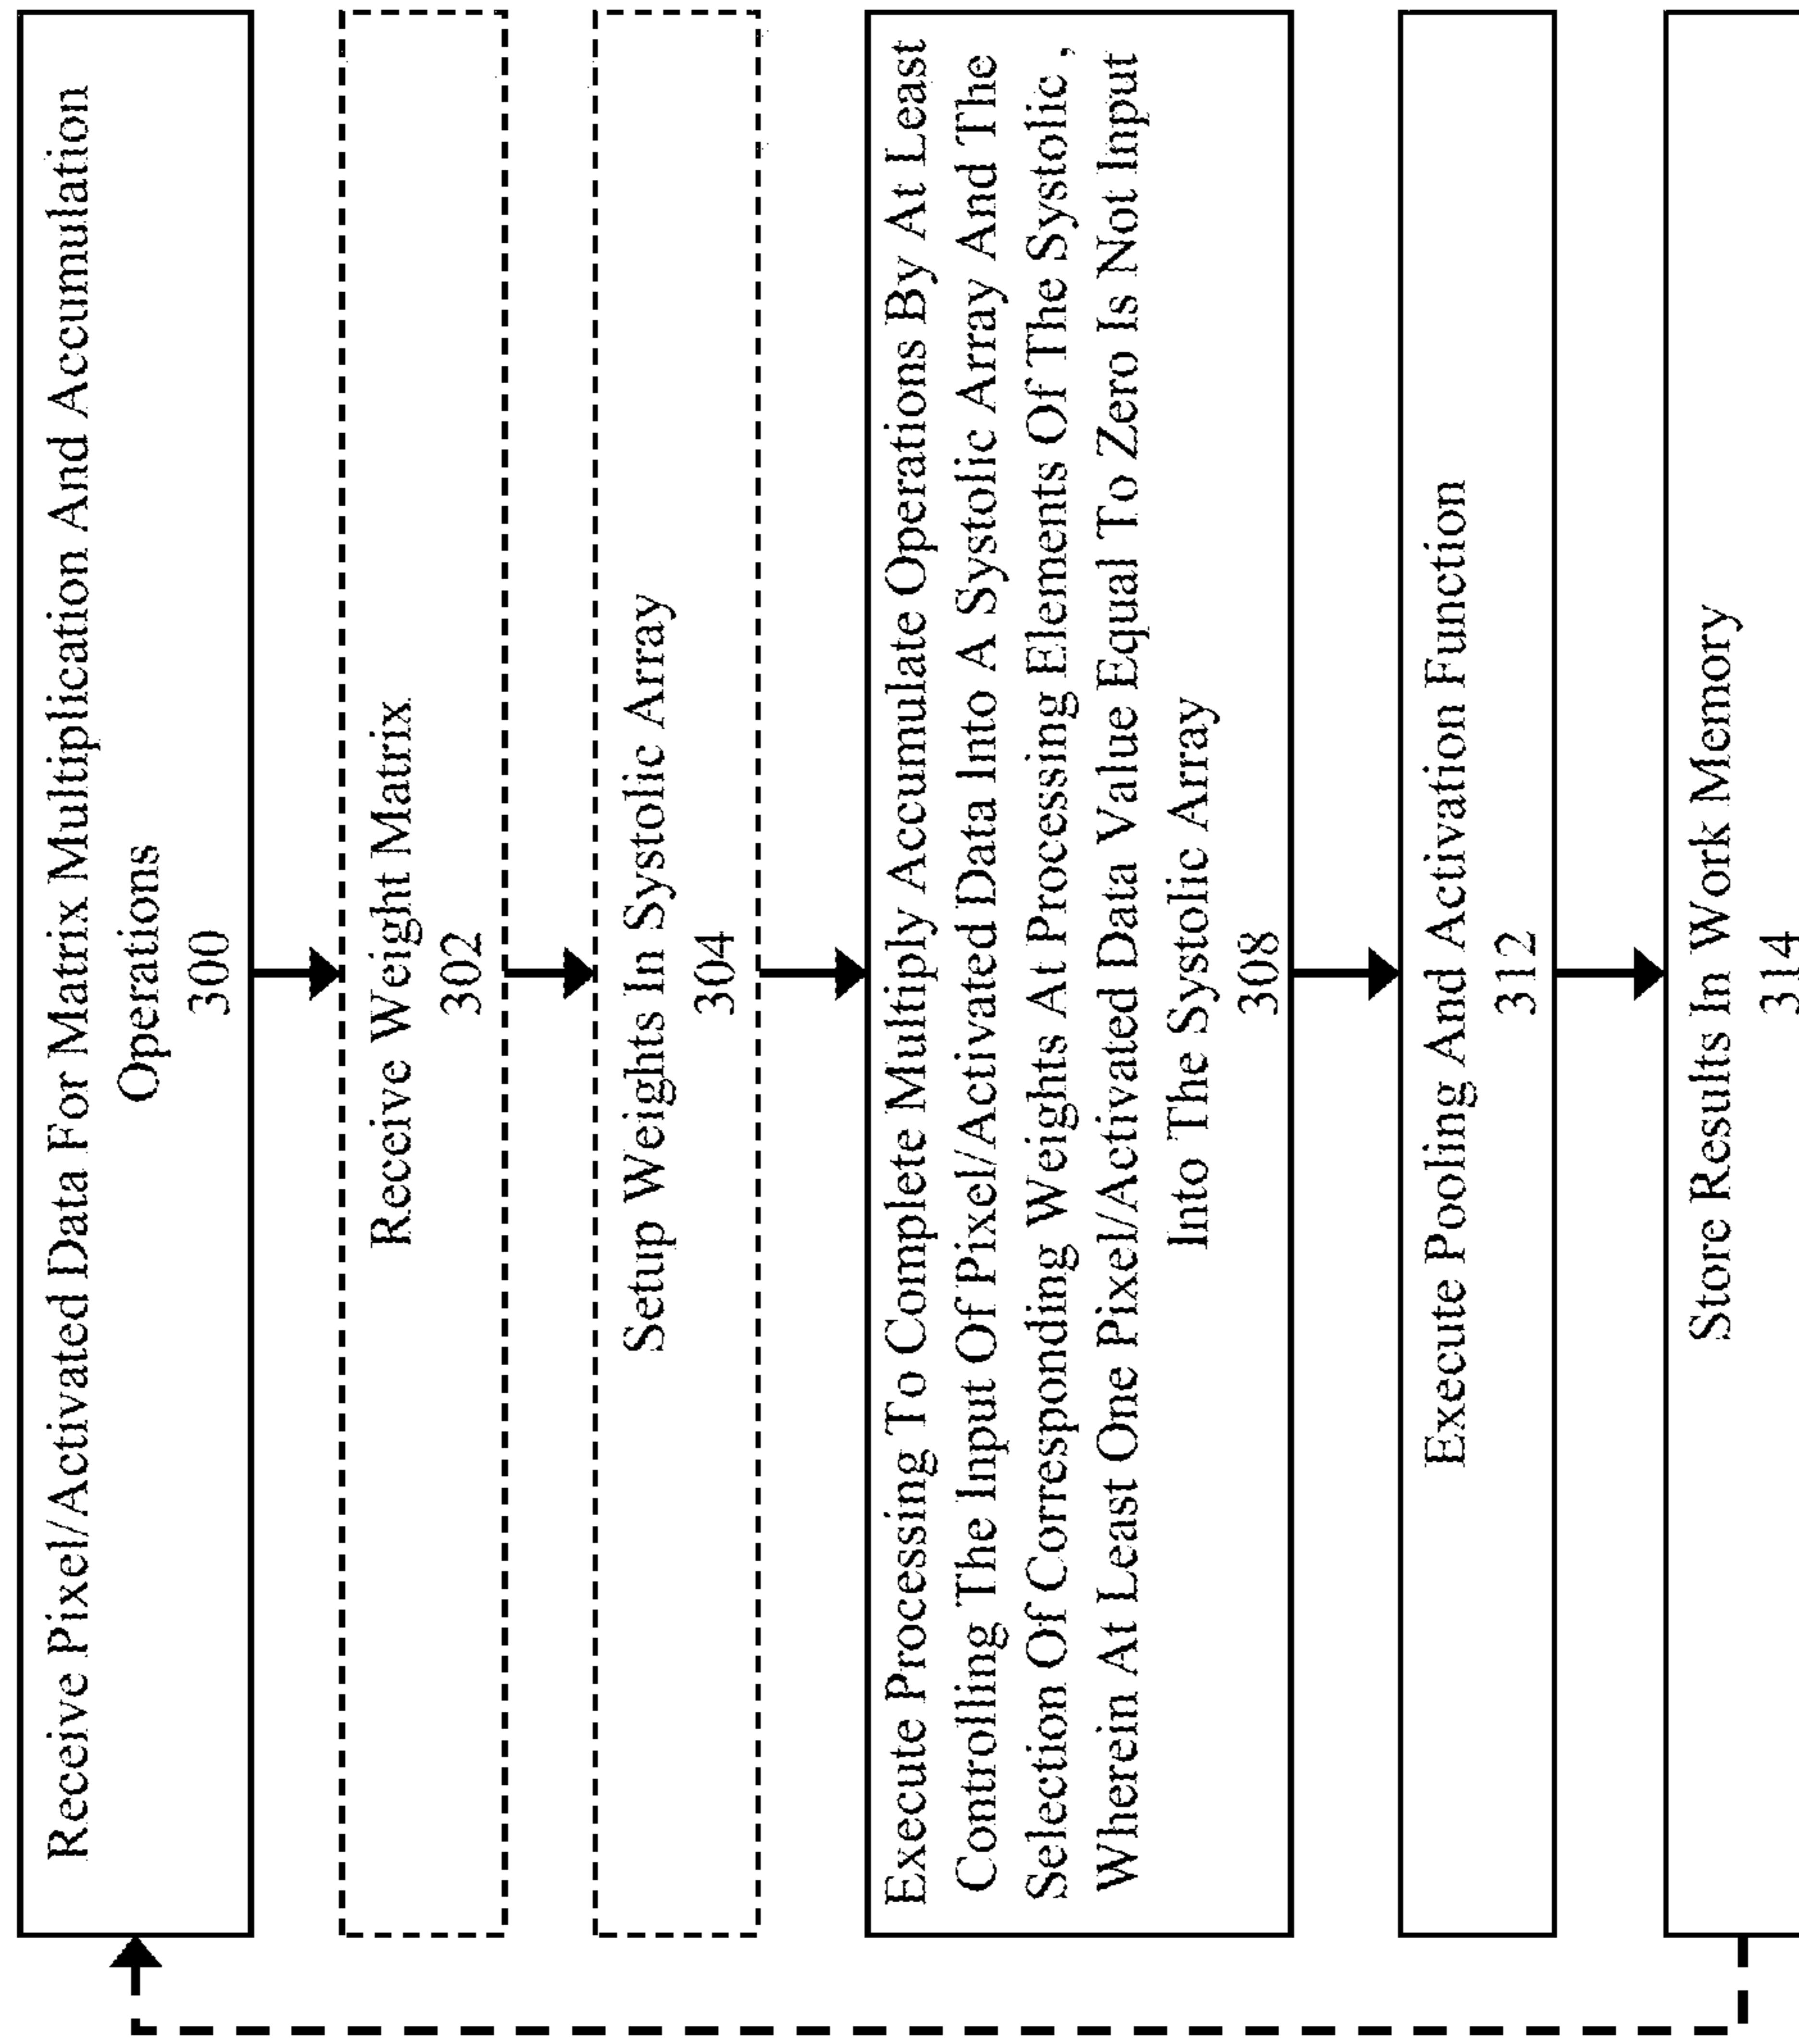 Receive Pixel/Activated Data For Matrix Multiplication And Accumulation
Operations
300
Receive Weight Matrix
302
Setup Weights In Systolic Array
304
Execute Processing To Complete Multiply Accumulate Operations By At Least
Controlling The Input Of Pixel/Activated Data Into A Systolic Array And The
Selection Of Corresponding Weights At Processing Elements Of The Systolic ,
Wherein At Least One Pixel/Activated Data Value Equal To Zero Is Not Input
Into The Systolic Array
308
Execute Pooling And Activation Function
312
Store Results In Work Memory
314